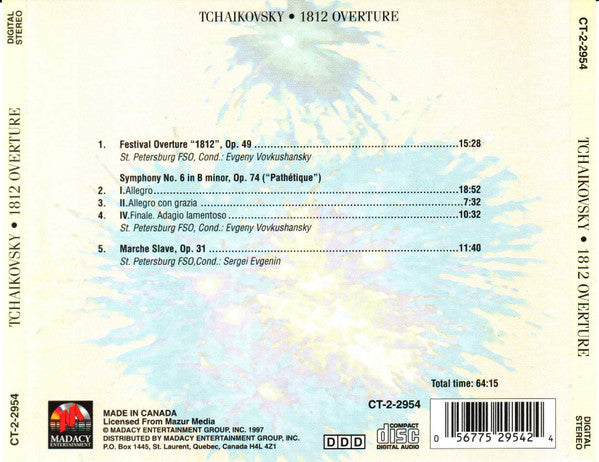 TCHAIKOVSKY • 1812 OVERTURE
DIGITAL STEREO
TCHAIKOVSKY • 1812 OVERTURE
CT-2-2954
CT-2-2954
TCHAIKOVSKY • 1812 OVERTURE
DIGITAL STEREO
1. Festival Overture “1812”, Op. 49 15:28
St. Petersburg FSO, Cond.: Evgeny Vovkushansky
Symphony No. 6 in B minor, Op. 74 (“Pathétique”)
2. I.Allegro 18:52
3. II.Allegro con grazia 7:32
4. IV.Finale. Adagio lamentoso 10:32
St. Petersburg FSO, Cond.: Evgeny Vovkushansky
5. Marche Slave, Op. 31 11:40
St. Petersburg FSO,Cond.: Sergei Evgenin
Total time: 64:15
MADACY
ENTERTAINMENT
MADE IN CANADA
Licensed From Mazur Media
© MADACY ENTERTAINMENT GROUP, INC. 1997
DISTRIBUTED BY MADACY ENTERTAINMENT GROUP, INC.
P.O. Box 1445, St. Laurent, Quebec, Canada H4L 4Z1
CT-2-2954
DDD
COMPACT
disc
DIGITAL AUDIO
0 56775 29542 4